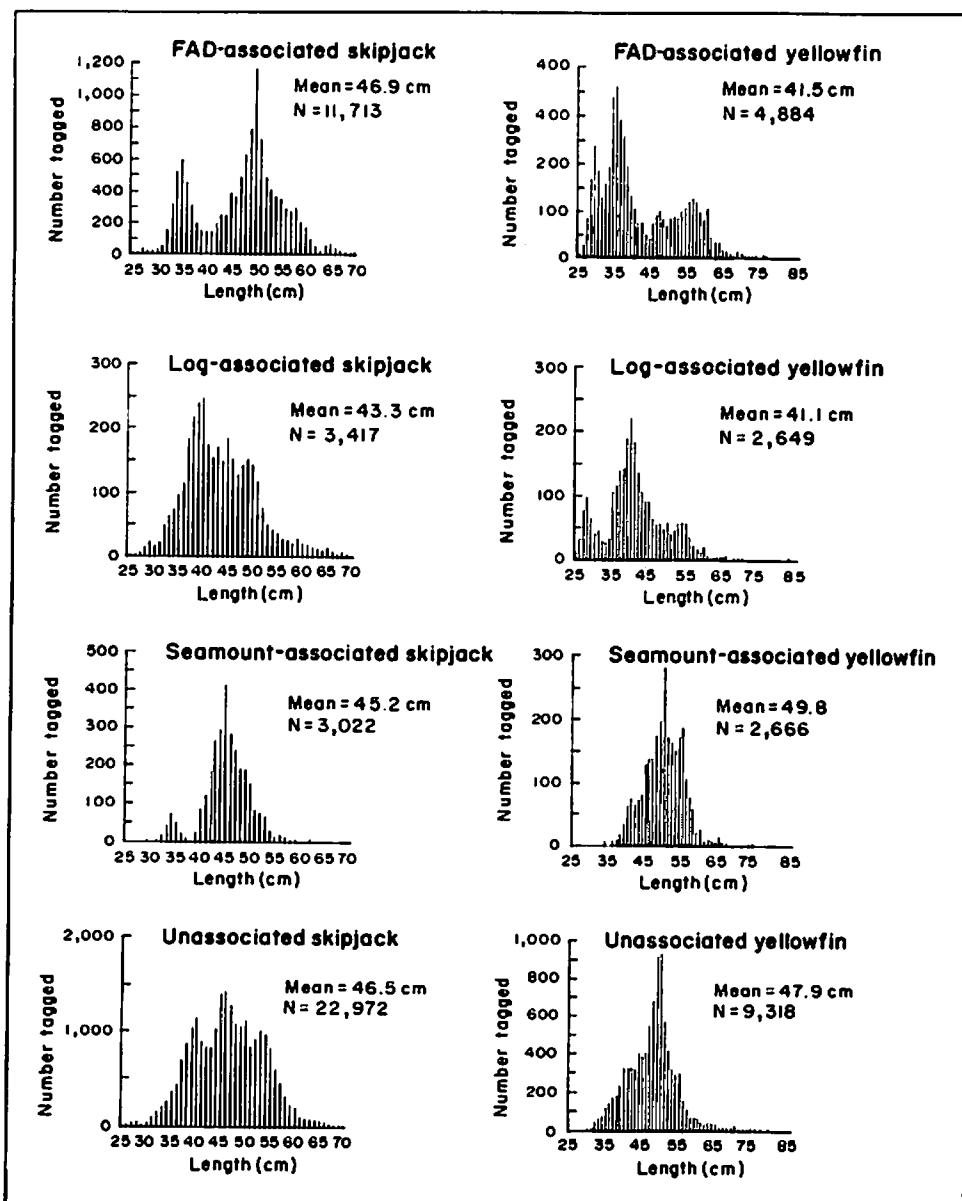 FAD-associated skipjack
Mean = 46.9 cm
N = 11,713
Number tagged
1,200
1,000
800
600
400
200
0
25 30 35 40 45 50 55 60 65 70
Length (cm)
FAD-associated yellowfin
Mean = 41.5 cm
N = 4,884
Number tagged
400
400
200
100
0
25 35 45 55 65 75 85
Length (cm)
Log-associated skipjack
Mean = 43.3 cm
N = 3,417
Number tagged
300
200
100
0
25 30 35 40 45 50 55 60 65 70
Length (cm)
Log-associated yellowfin
Mean = 41.1 cm
N = 2,649
Number tagged
300
200
100
0
25 35 45 55 65 75 85
Length (cm)
Seamount-associated skipjack
Mean = 45.2 cm
N = 3,022
Number tagged
500
400
300
200
100
0
25 30 35 40 45 50 55 60 65 70
Length (cm)
Seamount-associated yellowfin
Mean = 49.8
N = 2,666
Number tagged
300
200
100
0
25 35 45 55 65 75 85
Length (cm)
Unassociated skipjack
Mean = 46.5 cm
N = 22,972
Number tagged
2,000
1,000
0
25 30 35 40 45 50 55 60 65 70
Length (cm)
Unassociated yellowfin
Mean = 47.9 cm
N = 9,318
Number tagged
1,000
800
600
400
200
0
25 35 45 55 65 75 85
Length (cm)